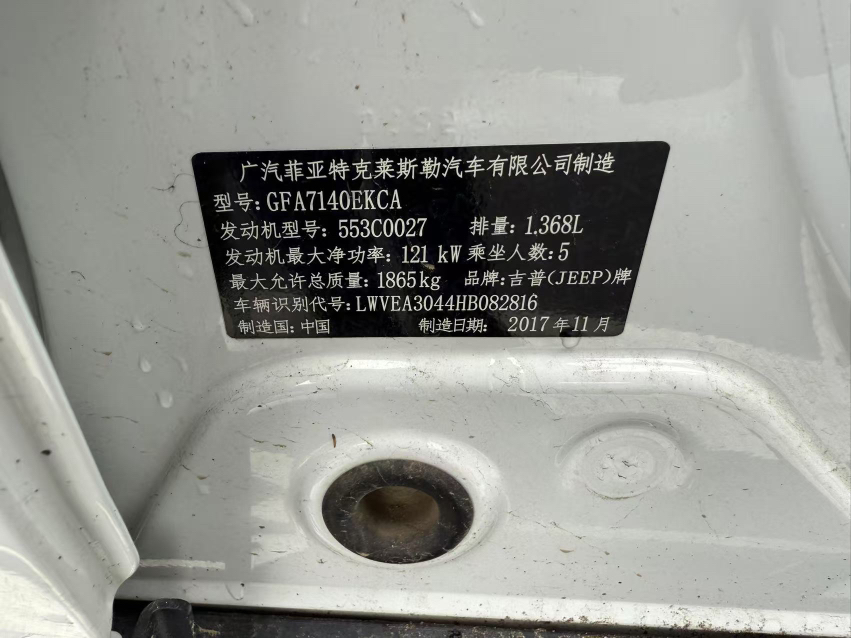 广汽菲亚特克莱斯勒汽车有限公司制造
型号：GFA7140EKCA
发动机型号：553C0027 排量：1.368L
发动机最大净功率：121 kW 乘坐人数：5
最大允许总质量：1865kg 品牌：吉普(JEEP)牌
车辆识别代号：LWVEA3044HB082816
制造国：中国 制造日期： 2017年11月